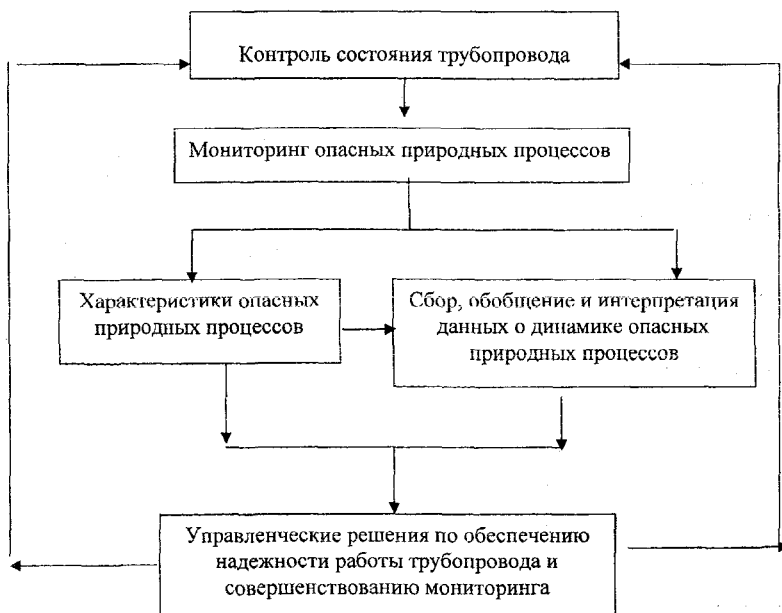 Контроль состояния трубопровода
Мониторинг опасных природных процессов
Характеристики опасных
природных процессов
Сбор, обобщение и интерпретация
данных о динамике опасных
природных процессов
Управленческие решения по обеспечению
надежности работы трубопровода и
совершенствованию мониторинга